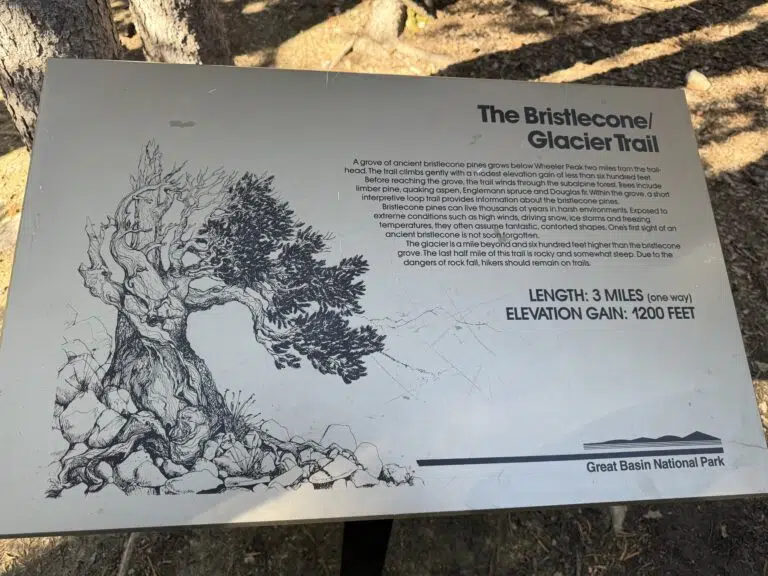 The Bristlecone/
Glacier Trail
A grove of ancient bristlecone pines grows below Wheeler Peak two miles from the trail-
head. The trail climbs gently with a modest elevation gain of less than six hundred feet.
Before reaching the grove, the trail winds through the subalpine forest. Trees include
limber pine, quaking aspen, Englemann spruce and Douglas fir. Within the grove, a short
interpretive loop trail provides information about the bristlecone pines.
Bristlecone pines can live thousands of years in harsh environments. Exposed to
extreme conditions such as high winds, driving snow, ice storms and freezing
temperatures, they often assume fantastic, contorted shapes. One's first sight of an
ancient bristlecone is not soon forgotten.
The glacier is a mile beyond and six hundred feet higher than the bristlecone
grove. The last half mile of this trail is rocky and somewhat steep. Due to the
dangers of rock fall, hikers should remain on trails.
LENGTH: 3 MILES (one way)
ELEVATION GAIN: 1200 FEET
Great Basin National Park